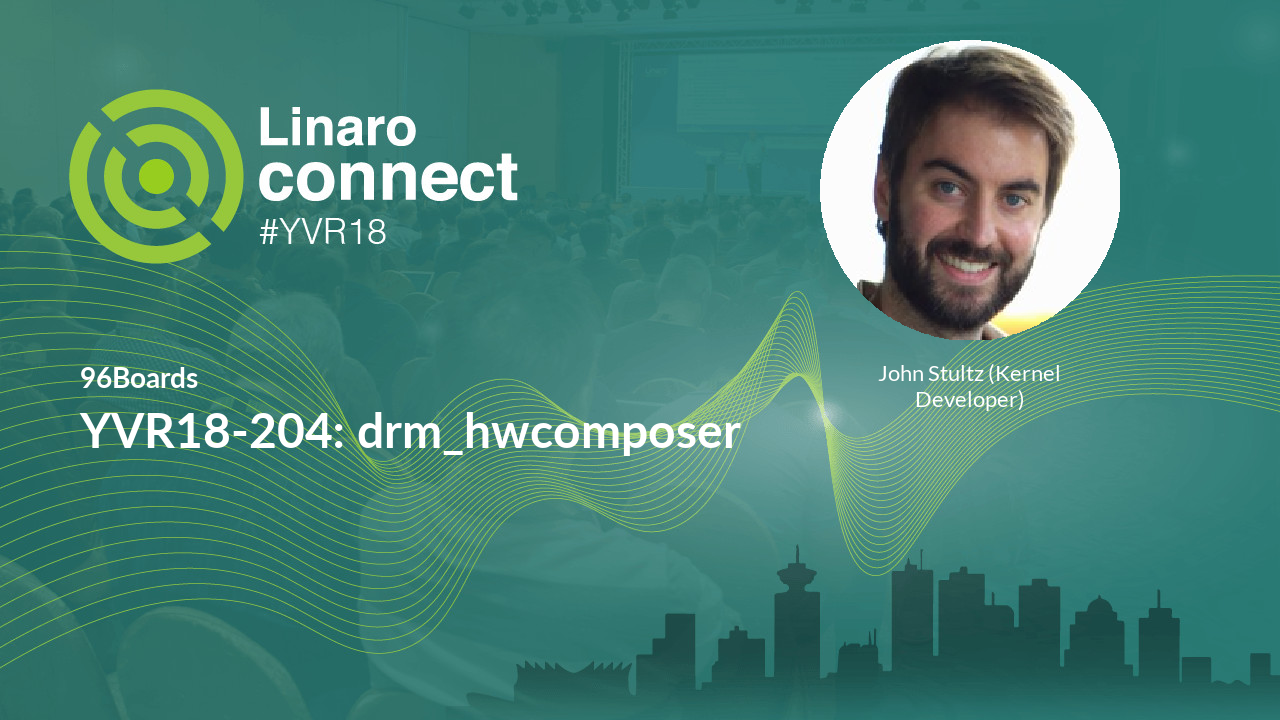 Linaro
connect
#YVR18
96Boards
YVR18-204: drm_hwcomposer
John Stultz (Kernel
Developer)